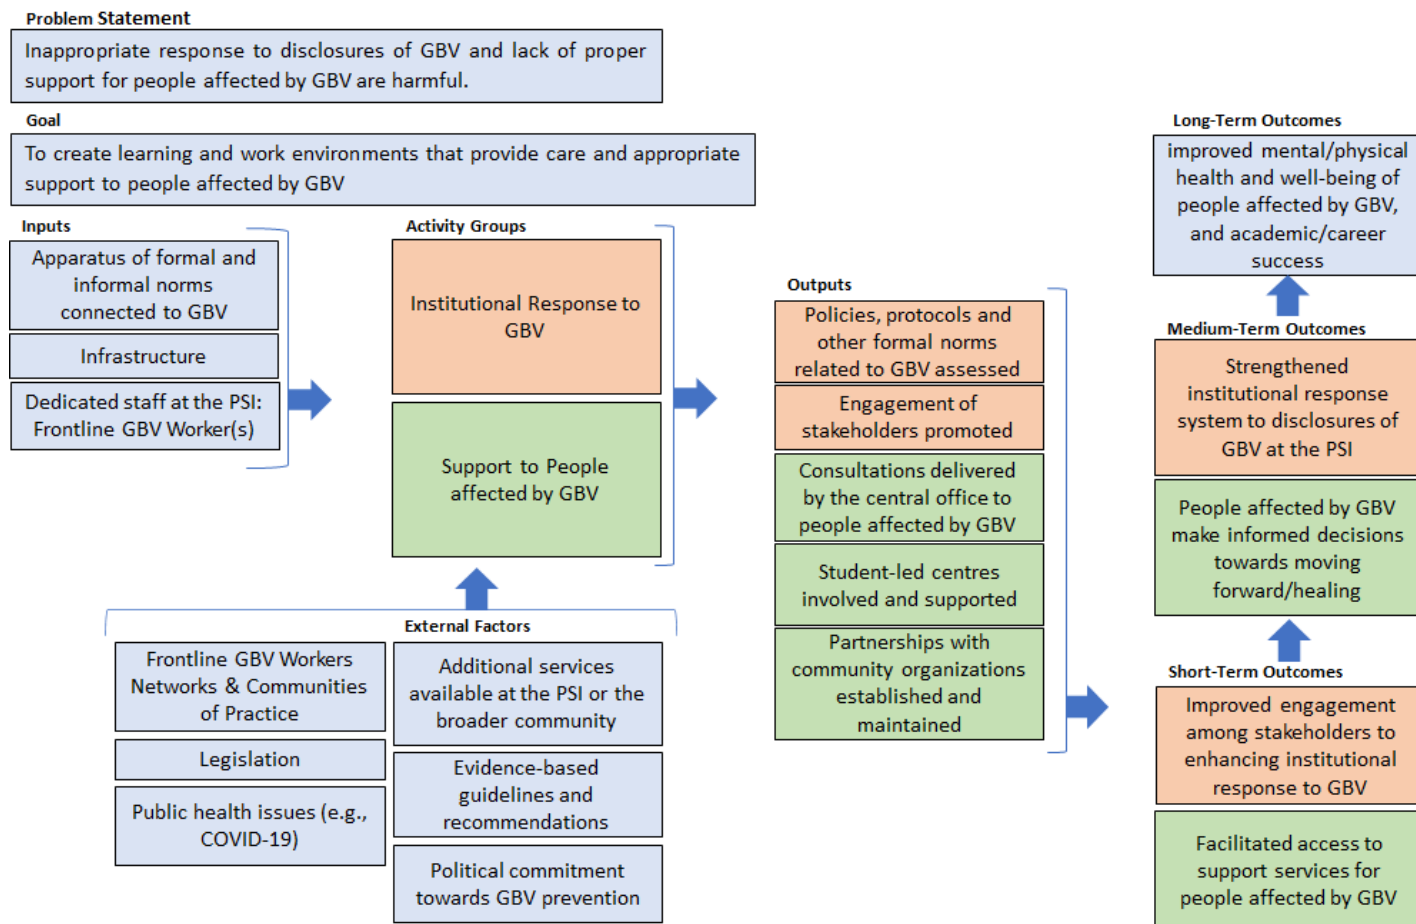 Problem Statement
Inappropriate response to disclosures of GBV and lack of proper
support for people affected by GBV are harmful.
Goal
To create learning and work environments that provide care and appropriate
support to people affected by GBV
Inputs
Apparatus of formal and
informal norms
connected to GBV
Infrastructure
Dedicated staff at the PSI:
Frontline GBV Worker(s)
Activity Groups
Institutional Response to
GBV
Support to People
affected by GBV
External Factors
Frontline GBV Workers
Networks & Communities
of Practice
Legislation
Public health issues (e.g.,
COVID-19)
Additional services
available at the PSI or the
broader community
Evidence-based
guidelines and
recommendations
Political commitment
towards GBV prevention
Outputs
Policies, protocols and
other formal norms
related to GBV assessed
Engagement of
stakeholders promoted
Consultations delivered
by the central office to
people affected by GBV
Student-led centres
involved and supported
Partnerships with
community organizations
established and
maintained
Long-Term Outcomes
improved mental/physical
health and well-being of
people affected by GBV,
and academic/career
success
Medium-Term Outcomes
Strengthened
institutional response
system to disclosures of
GBV at the PSI
People affected by GBV
make informed decisions
towards moving
forward/healing
Short-Term Outcomes
Improved engagement
among stakeholders to
enhancing institutional
response to GBV
Facilitated access to
support services for
people affected by GBV